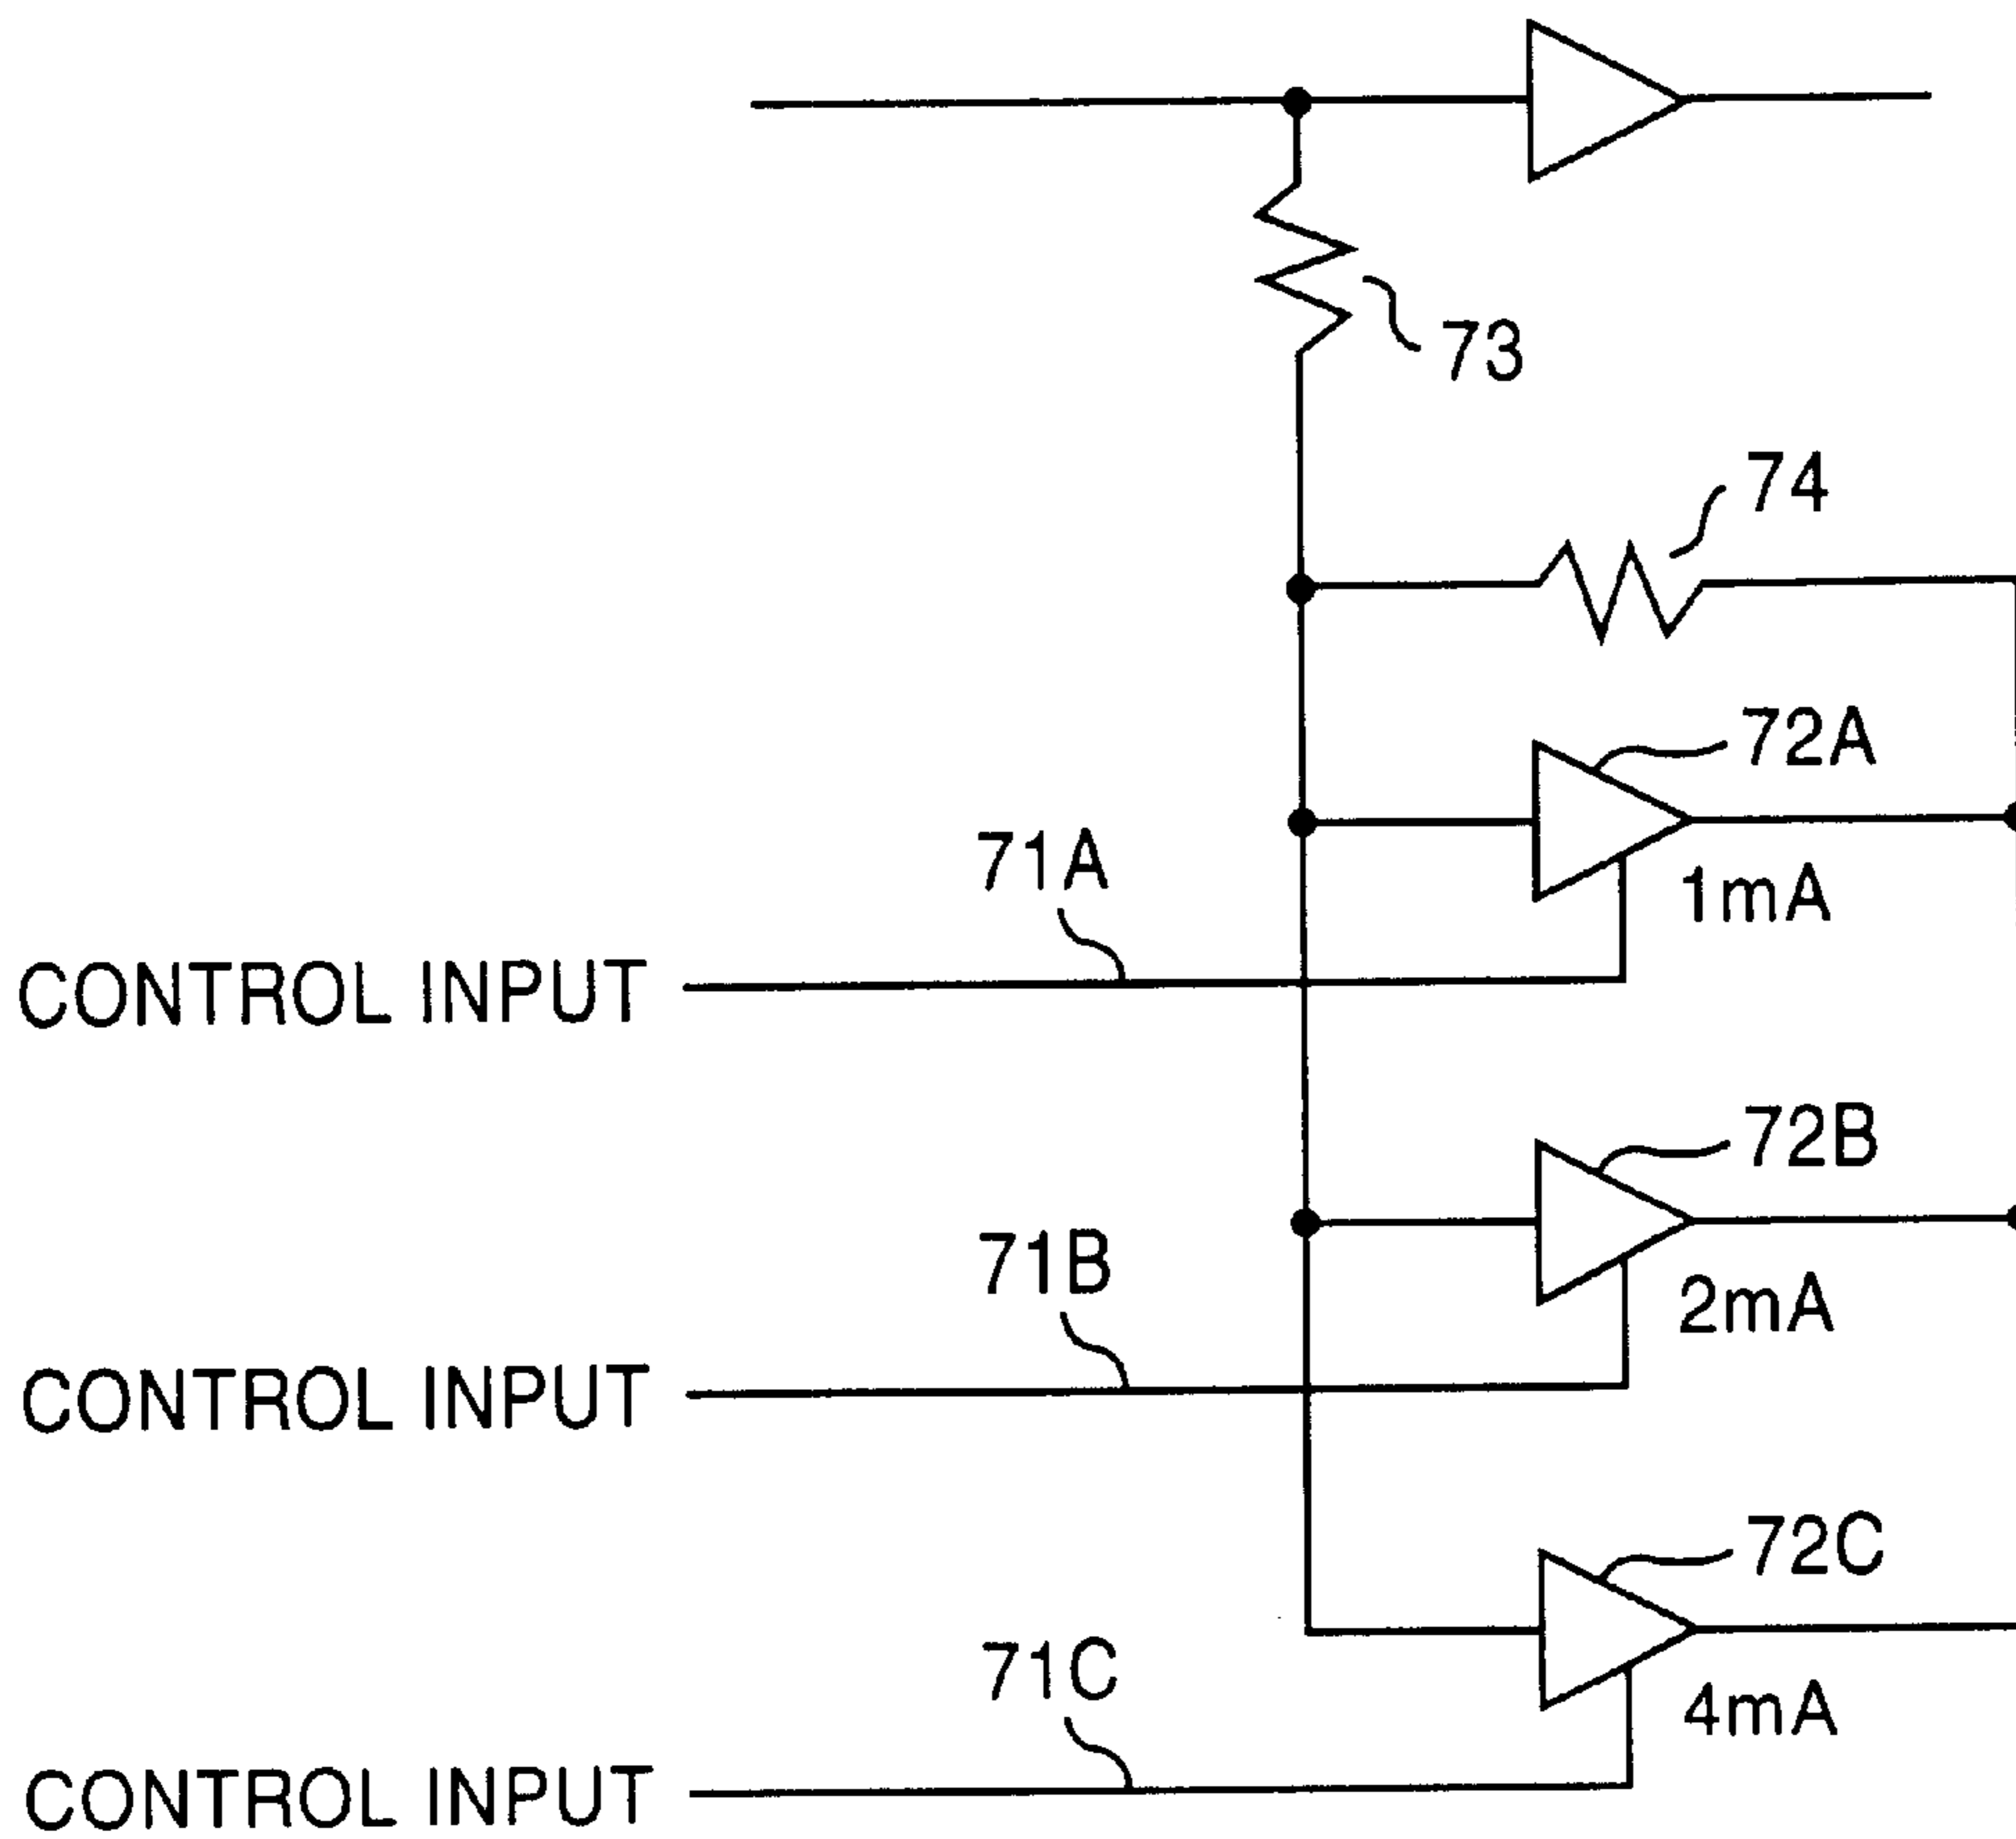 73
74
72A
71A
1mA
CONTROL INPUT
72B
71B
2mA
CONTROL INPUT
72C
71C
4mA
CONTROL INPUT